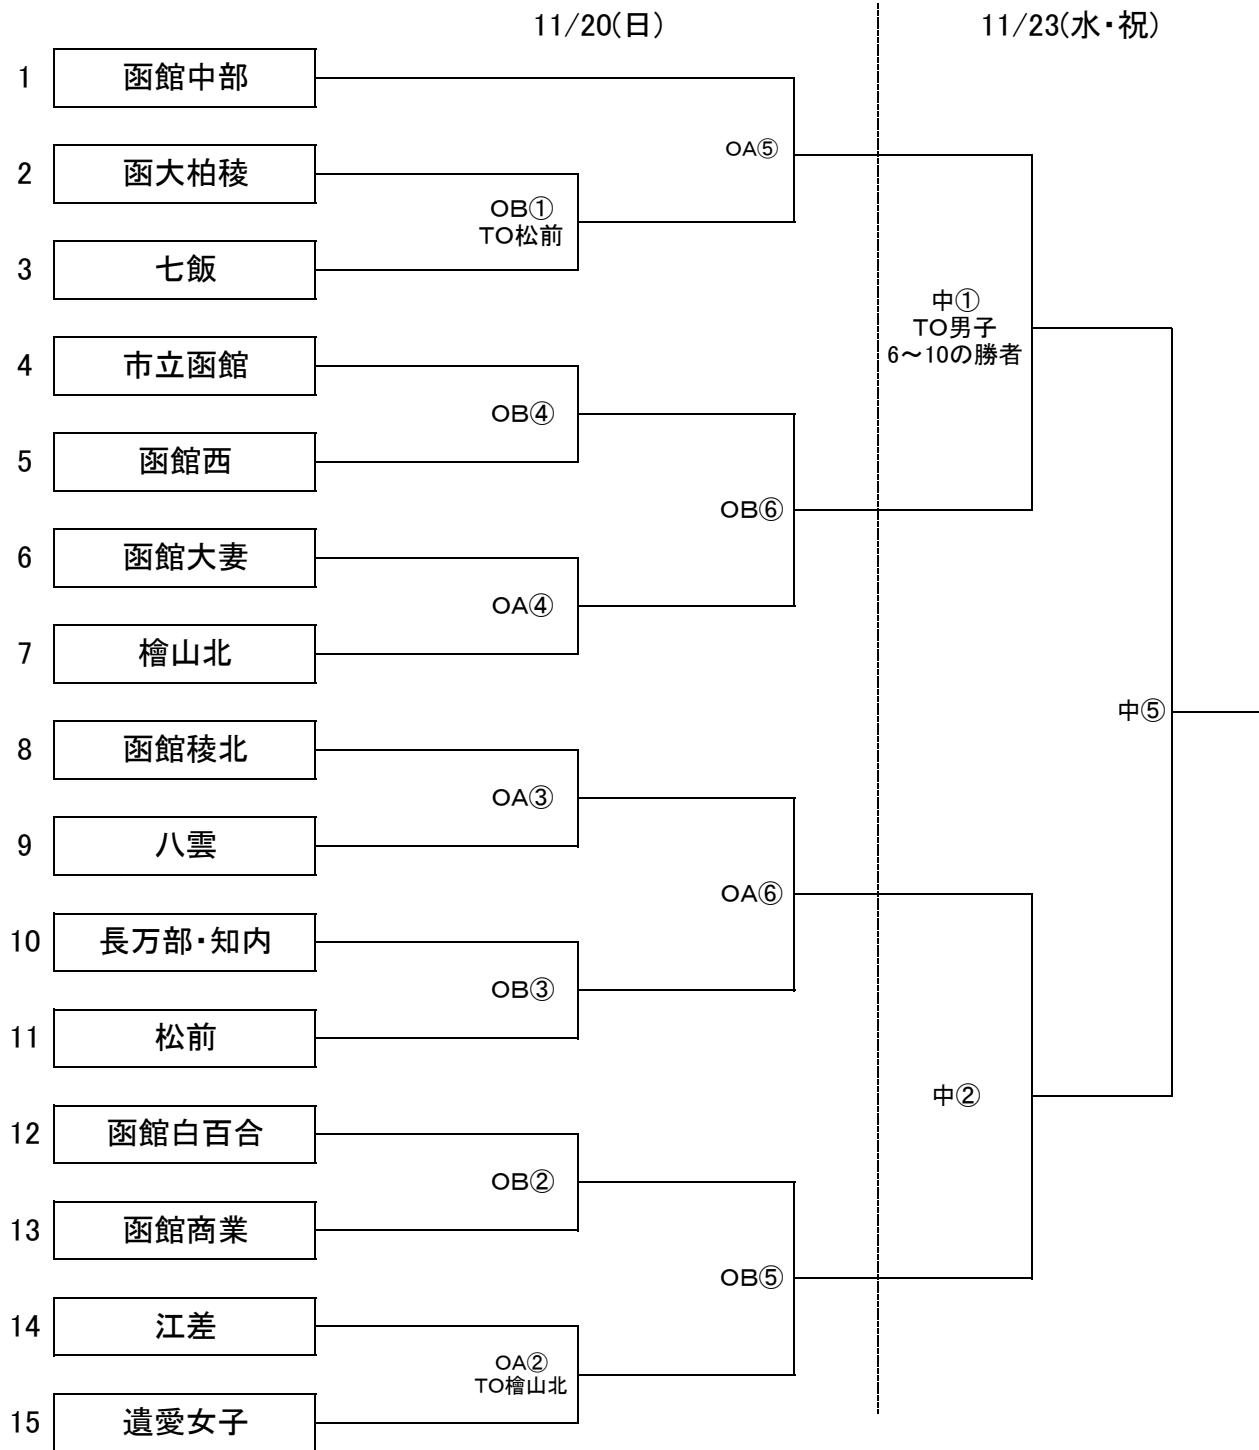 11/20(日)
11/23(水・祝)
1 函館中部
OA⑤
2 函大柏稜
OB①
TO松前
3 七飯
中①
TO男子
6～10の勝者
4 市立函館
OB④
5 函館西
OB⑥
6 函館大妻
OA④
7 檜山北
中⑤
8 函館稜北
OA③
9 八雲
OA⑥
10 長万部・知内
OB③
11 松前
中②
12 函館白百合
OB②
13 函館商業
OB⑤
14 江差
OA②
TO檜山北
15 遺愛女子